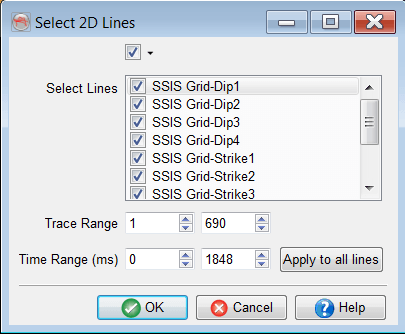 Select 2D Lines
Select Lines
SSIS Grid-Dip1
SSIS Grid-Dip2
SSIS Grid-Dip3
SSIS Grid-Dip4
SSIS Grid-Strike1
SSIS Grid-Strike2
SSIS Grid-Strike3
Trace Range 1 690
Time Range (ms) 0 1848 Apply to all lines
OK Cancel Help